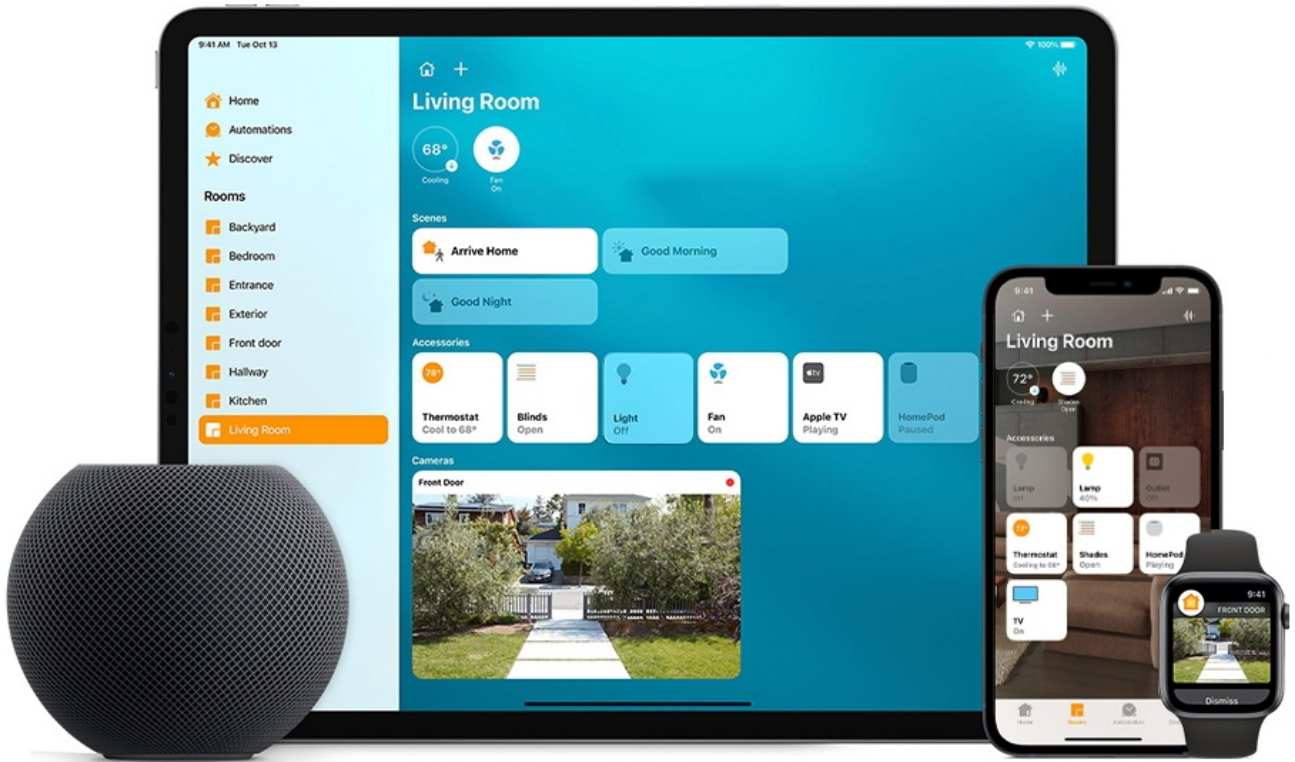 9:41 AM Tue Oct 13
100%
Home
Automations
Discover
Rooms
Backyard
Bedroom
Entrance
Exterior
Front door
Hallway
Kitchen
Living Room
Living Room
68°
Cooling
Fan
On
Scenes
Arrive Home
Good Morning
Good Night
Accessories
78°
Thermostat
Cool to 68°
Blinds
Open
Light
Off
Fan
On
tv
Apple TV
Playing
HomePod
Paused
Cameras
Front Door
9:41
Living Room
72°
Cooling
Shades
Open
Accessories
Lamp
Off
Lamp
40%
Outlet
Off
72°
Thermostat
Cooling to 68°
Shades
Open
HomePod
Playing
TV
On
Home
Rooms
Automation
9:41
FRONT DOOR
Dismiss